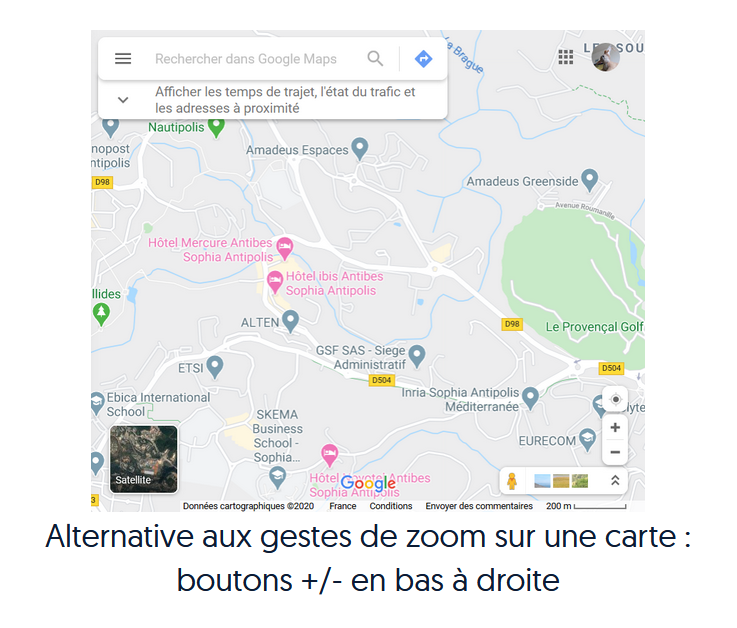 LE SOU
la Brague
Rechercher dans Google Maps
Afficher les temps de trajet, l'état du trafic et
les adresses à proximité
Nautipolis
nopost
ntipolis
Amadeus Espaces
D98
Amadeus Greenside
Avenue Roumanille
Hôtel Mercure Antibes
Sophia Antipolis
Hôtel ibis Antibes
Sophia Antipolis
llides
ALTEN
D98
Le Provençal Golf
GSF SAS - Siege
Administratif
ETSI
D504
D504
Ebica International
School
Inria Sophia Antipolis
Méditerranée
lyte
SKEMA
Business
School -
Sophia...
EURECOM
+
−
Satellite
Google
Antibes
Sophia Antipolis
3
Données cartographiques ©2020 France Conditions Envoyer des commentaires 200 m
Alternative aux gestes de zoom sur une carte :
boutons +/- en bas à droite